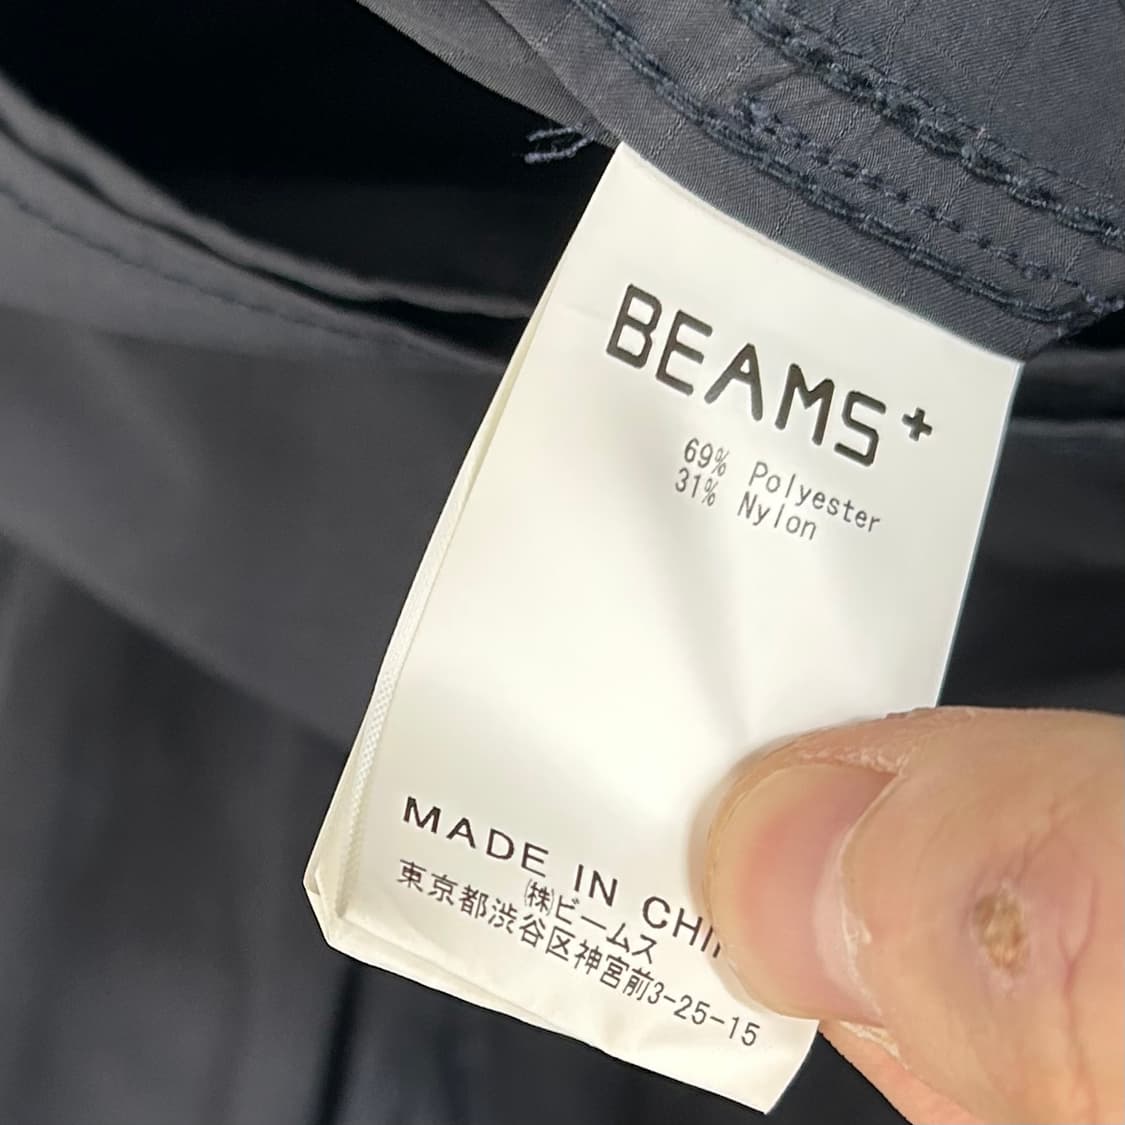 BEAMS+
69% Polyester
31% Nylon
MADE IN
㈱ビームス
東京都渋谷区神宮前3-25-15